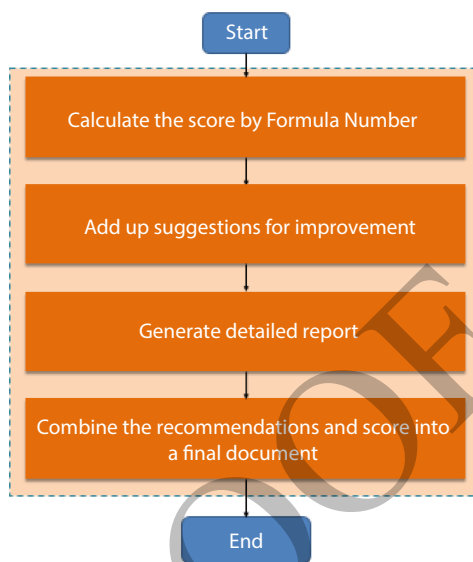 Start
Calculate the score by Formula Number
Add up suggestions for improvement
Generate detailed report
Combine the recommendations and score into
a final document
End
OOF